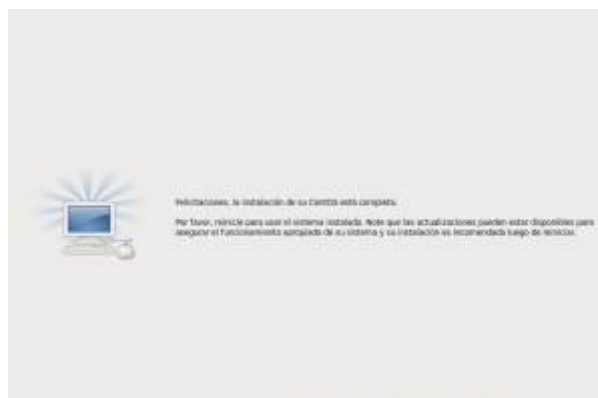 Felicitaciones, la instalación de su CentOS está completa.
Por favor, reinicie para usar el sistema instalado. Note que las actualizaciones pueden estar disponibles para
asegurar el funcionamiento apropiado de su sistema y su instalación es recomendada luego de reiniciar.